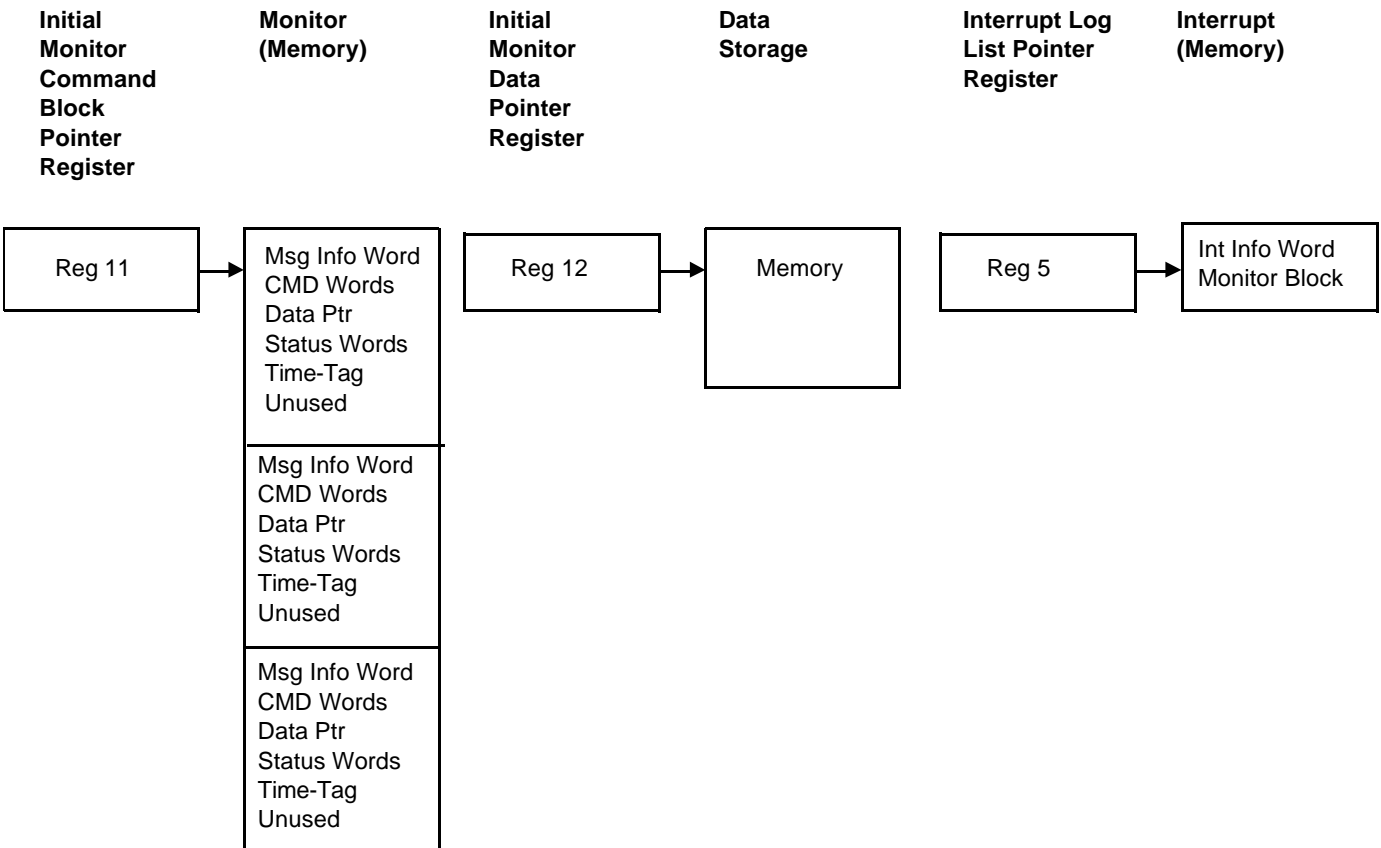 Initial
Monitor
Command
Block
Pointer
Register
Monitor
(Memory)
Initial
Monitor
Data
Pointer
Register
Data
Storage
Interrupt Log
List Pointer
Register
Interrupt
(Memory)
Reg 11
Msg Info Word
CMD Words
Data Ptr
Status Words
Time-Tag
Unused
Msg Info Word
CMD Words
Data Ptr
Status Words
Time-Tag
Unused
Msg Info Word
CMD Words
Data Ptr
Status Words
Time-Tag
Unused
Reg 12
Memory
Reg 5
Int Info Word
Monitor Block